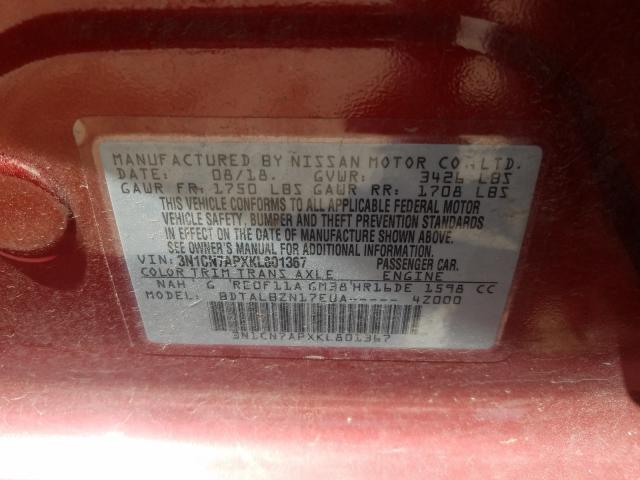 MANUFACTURED BY NISSAN MOTOR CO.,LTD.
DATE: 08/18. GVWR: 3426 LBS
GAWR FR: 1750 LBS GAWR RR: 1708 LBS
THIS VEHICLE CONFORMS TO ALL APPLICABLE FEDERAL MOTOR
VEHICLE SAFETY, BUMPER AND THEFT PREVENTION STANDARDS
IN EFFECT ON THE DATE OF MANUFACTURE SHOWN ABOVE.
SEE OWNER'S MANUAL FOR ADDITIONAL INFORMATION.
VIN: 3N1CN7APXKL801367 PASSENGER CAR.
COLOR TRIM TRANS AXLE ENGINE
NAH G RE0F11A GM38 HR16DE 1598 CC
MODEL: BDTALBZN17EUA----- 4Z000
3N1CN7APXKL801367